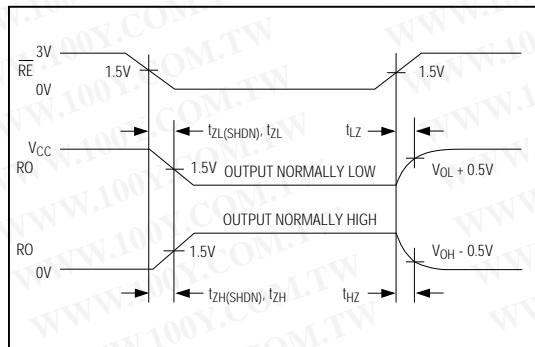 3V
RE
1.5V
1.5V
0V
tZL(SHDN), tZL
tLZ
VCC
RO
1.5V
OUTPUT NORMALLY LOW
VOL + 0.5V
OUTPUT NORMALLY HIGH
RO
1.5V
VOH - 0.5V
0V
tZH(SHDN), tZH
tHZ
WWW.100Y.COM.TW